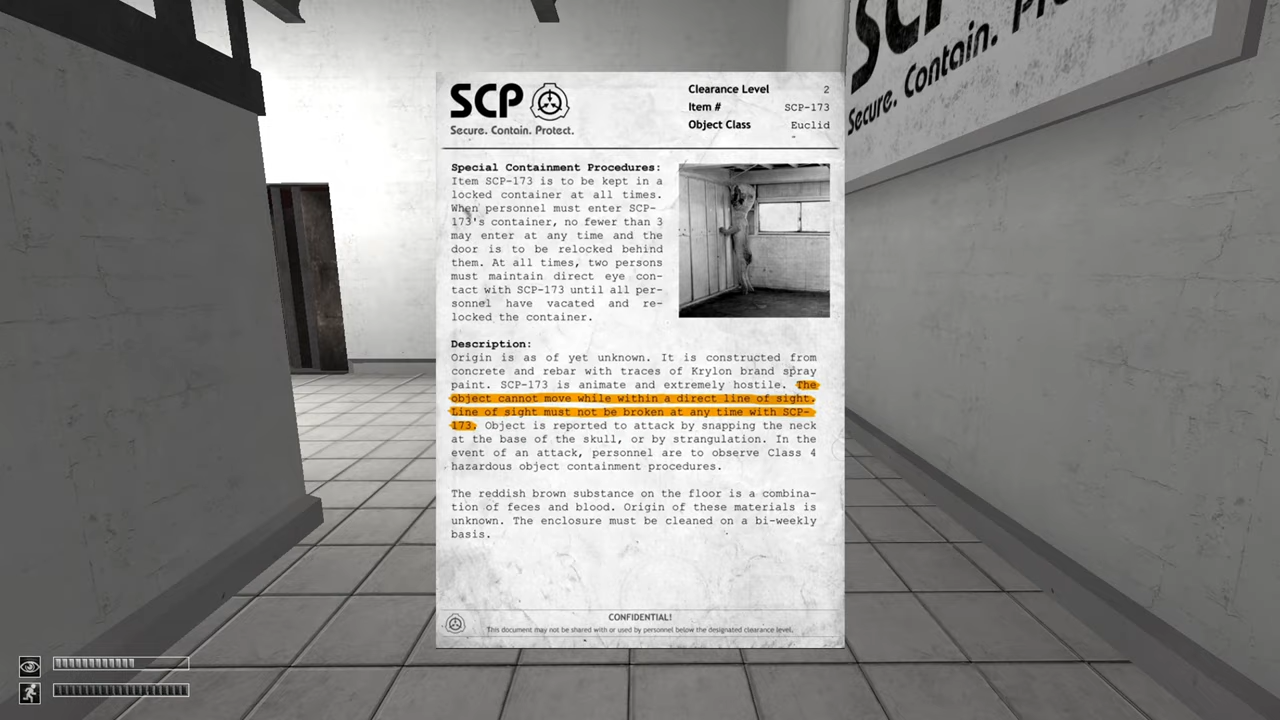 SCP
Secure. Contain. Protect.
Clearance Level 2
Item # SCP-173
Object Class Euclid
-
Special Containment Procedures:
Item SCP-173 is to be kept in a
locked container at all times.
When personnel must enter SCP-
173's container, no fewer than 3
may enter at any time and the
door is to be relocked behind
them. At all times, two persons
must maintain direct eye con-
tact with SCP-173 until all per-
sonnel have vacated and re-
locked the container.
Description:
Origin is as of yet unknown. It is constructed from
concrete and rebar with traces of Krylon brand spray
paint. SCP-173 is animate and extremely hostile. The
object cannot move while within a direct line of sight.
Line of sight must not be broken at any time with SCP-
173. Object is reported to attack by snapping the neck
at the base of the skull, or by strangulation. In the
event of an attack, personnel are to observe Class 4
hazardous object containment procedures.
The reddish brown substance on the floor is a combina-
tion of feces and blood. Origin of these materials is
unknown. The enclosure must be cleaned on a bi-weekly
basis.
CONFIDENTIAL!
This document may not be shared with or used by personnel below the designated clearance level.
SCP
Secure. Contain.